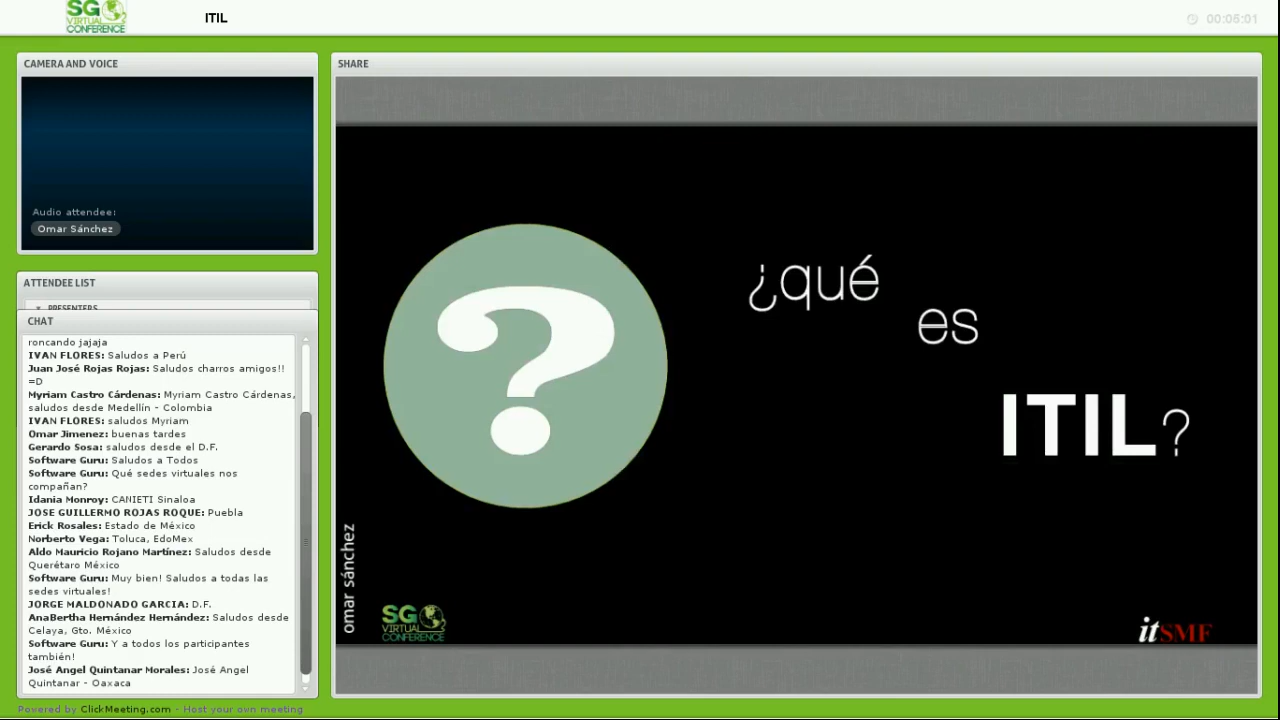 SG
VIRTUAL
CONFERENCE
ITIL
00:05:01
CAMERA AND VOICE
Audio attendee:
Omar Sánchez
ATTENDEE LIST
PRESENTERS
CHAT
roncando jajaja
IVAN FLORES: Saludos a Perú
Juan José Rojas Rojas: Saludos charros amigos!!
=D
Myriam Castro Cárdenas: Myriam Castro Cárdenas,
saludos desde Medellín - Colombia
IVAN FLORES: saludos Myriam
Omar Jimenez: buenas tardes
Gerardo Sosa: saludos desde el D.F.
Software Guru: Saludos a Todos
Software Guru: Qué sedes virtuales nos
compañan?
Idania Monroy: CANIETI Sinaloa
JOSE GUILLERMO ROJAS ROQUE: Puebla
Erick Rosales: Estado de México
Norberto Vega: Toluca, EdoMex
Aldo Mauricio Rojano Martínez: Saludos desde
Querétaro México
Software Guru: Muy bien! Saludos a todas las
sedes virtuales!
JORGE MALDONADO GARCIA: D.F.
AnaBertha Hernández Hernández: Saludos desde
Celaya, Gto. México
Software Guru: Y a todos los participantes
también!
José Angel Quintanar Morales: José Angel
Quintanar - Oaxaca
Powered by ClickMeeting.com - Host your own meeting
SHARE
?
¿qué
es
ITIL?
omar sánchez
SG
VIRTUAL
CONFERENCE
itSMF